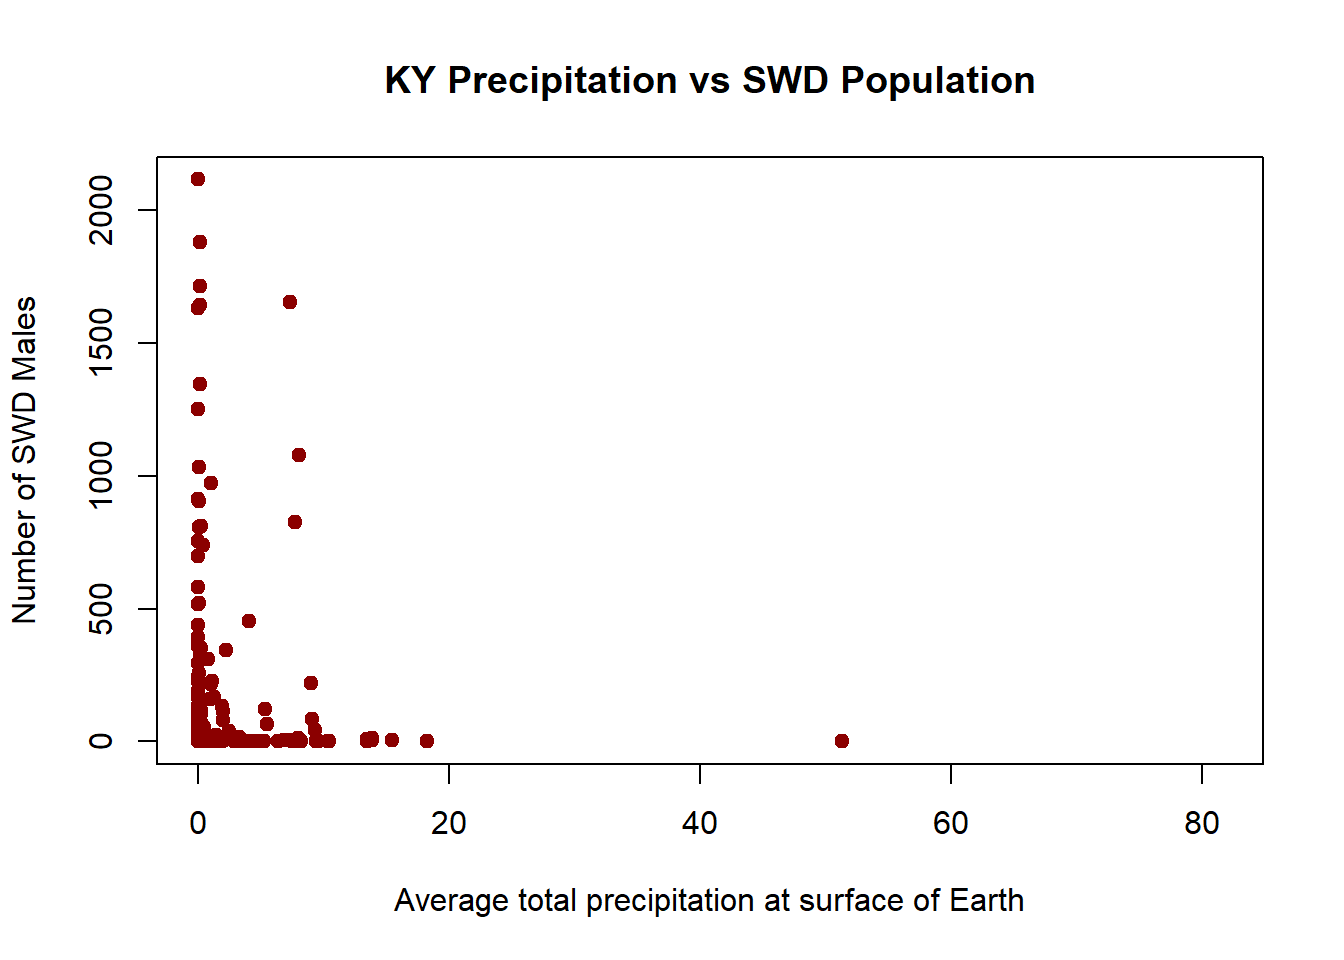 KY Precipitation vs SWD Population
Number of SWD Males
2000
1500
1000
500
0
0 20 40 60 80
Average total precipitation at surface of Earth